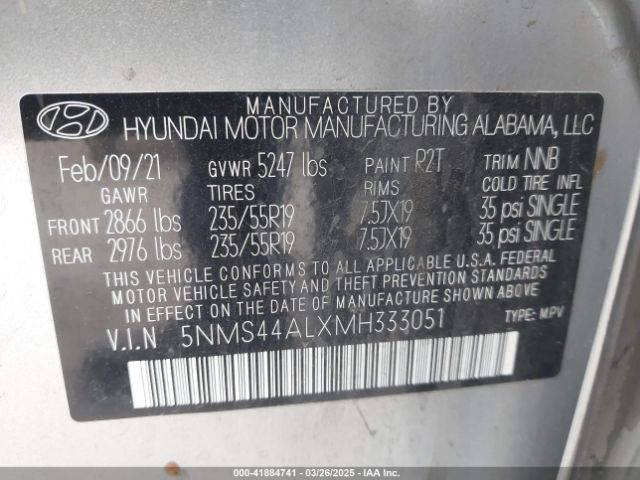 MANUFACTURED BY
HYUNDAI MOTOR MANUFACTURING ALABAMA, LLC
Feb/09/21 GVWR 5247 lbs PAINT R2T TRIM NNB
GAWR TIRES RIMS COLD TIRE INFL
FRONT 2866 lbs 235/55R19 7.5JX19 35 psi SINGLE
REAR 2976 lbs 235/55R19 7.5JX19 35 psi SINGLE
THIS VEHICLE CONFORMS TO ALL APPLICABLE U.S.A. FEDERAL
MOTOR VEHICLE SAFETY AND THEFT PREVENTION STANDARDS
IN EFFECT ON THE DATE OF MANUFACTURE SHOWN ABOVE.
V.I.N 5NMS44ALXMH333051 TYPE: MPV
000-41884741 - 03/26/2025 - IAA Inc.